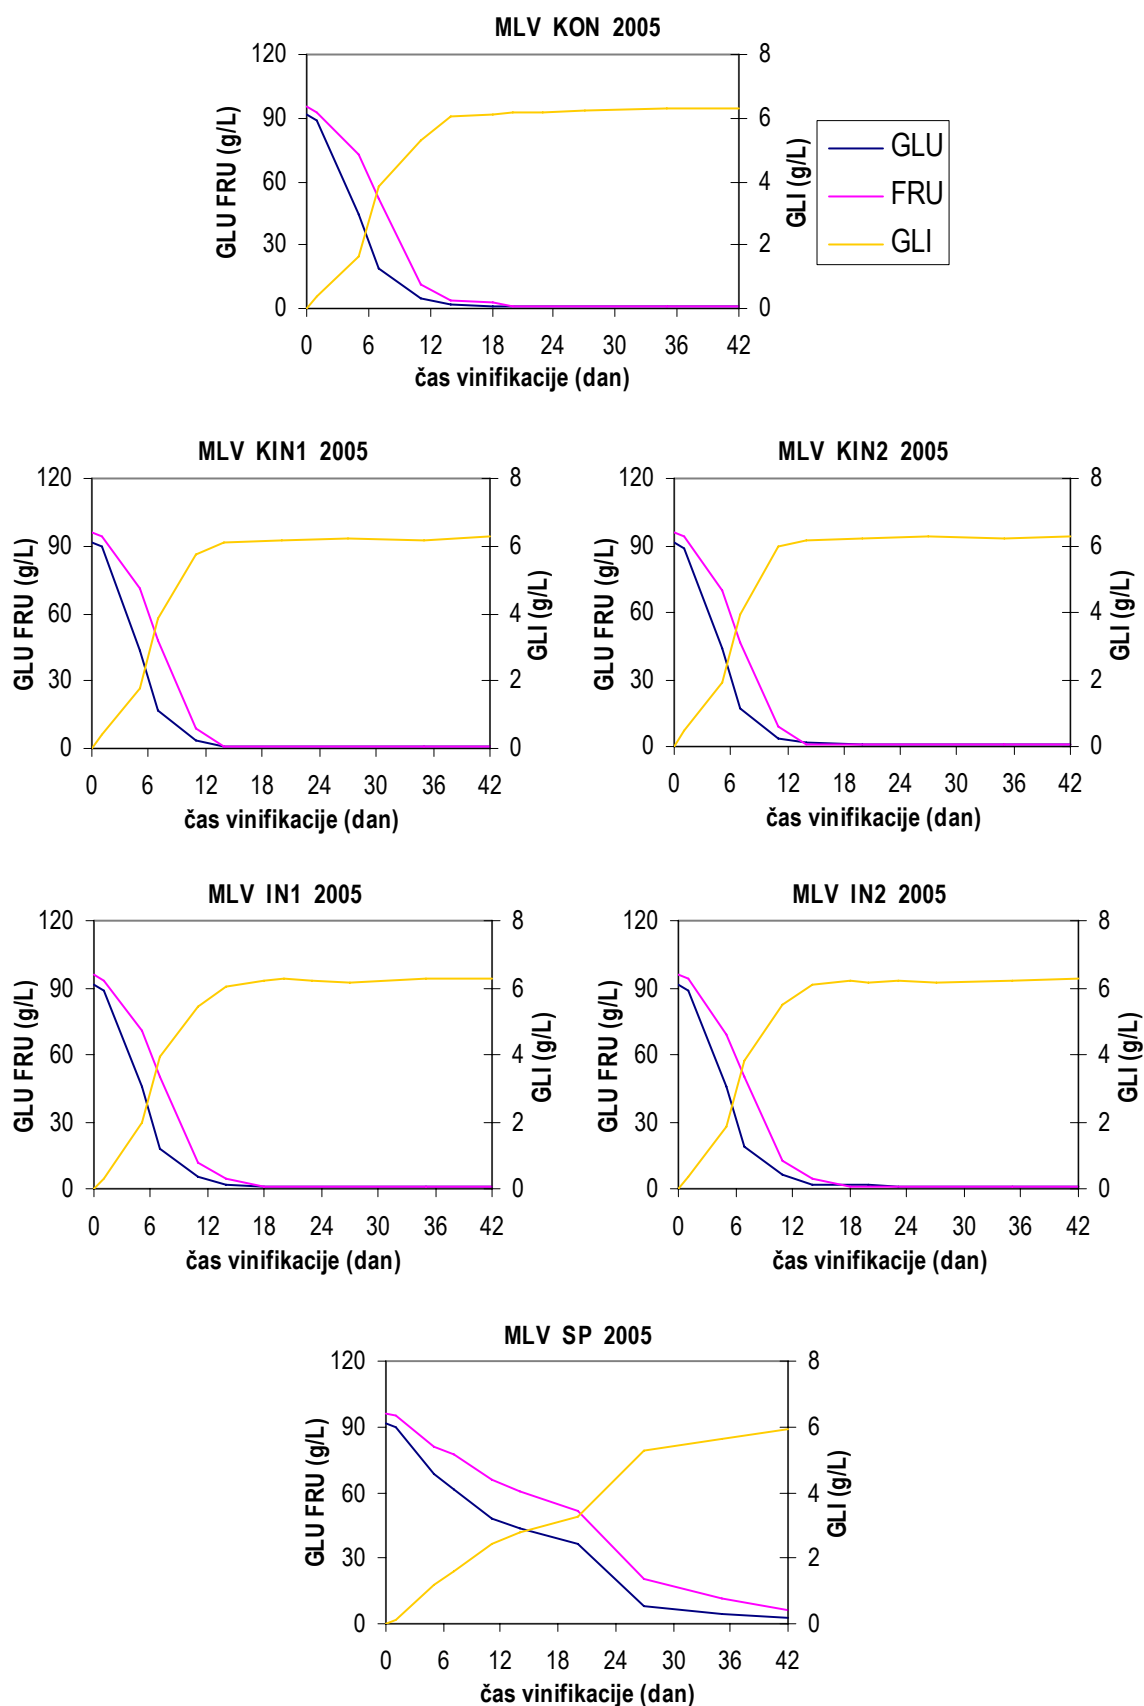 MLV KON 2005
120
90
60
30
0
GLU FRU (g/L)
8
6
4
2
0
GLI (g/L)
0 6 12 18 24 30 36 42
čas vinifikacije (dan)
GLU
FRU
GLI
MLV KIN1 2005
120
90
60
30
0
GLU FRU (g/L)
8
6
4
2
0
GLI (g/L)
0 6 12 18 24 30 36 42
čas vinifikacije (dan)
MLV KIN2 2005
120
90
60
30
0
GLU FRU (g/L)
8
6
4
2
0
GLI (g/L)
0 6 12 18 24 30 36 42
čas vinifikacije (dan)
MLV IN1 2005
120
90
60
30
0
GLU FRU (g/L)
8
6
4
2
0
GLI (g/L)
0 6 12 18 24 30 36 42
čas vinifikacije (dan)
MLV IN2 2005
120
90
60
30
0
GLU FRU (g/L)
8
6
4
2
0
GLI (g/L)
0 6 12 18 24 30 36 42
čas vinifikacije (dan)
MLV SP 2005
120
90
60
30
0
GLU FRU (g/L)
8
6
4
2
0
GLI (g/L)
0 6 12 18 24 30 36 42
čas vinifikacije (dan)